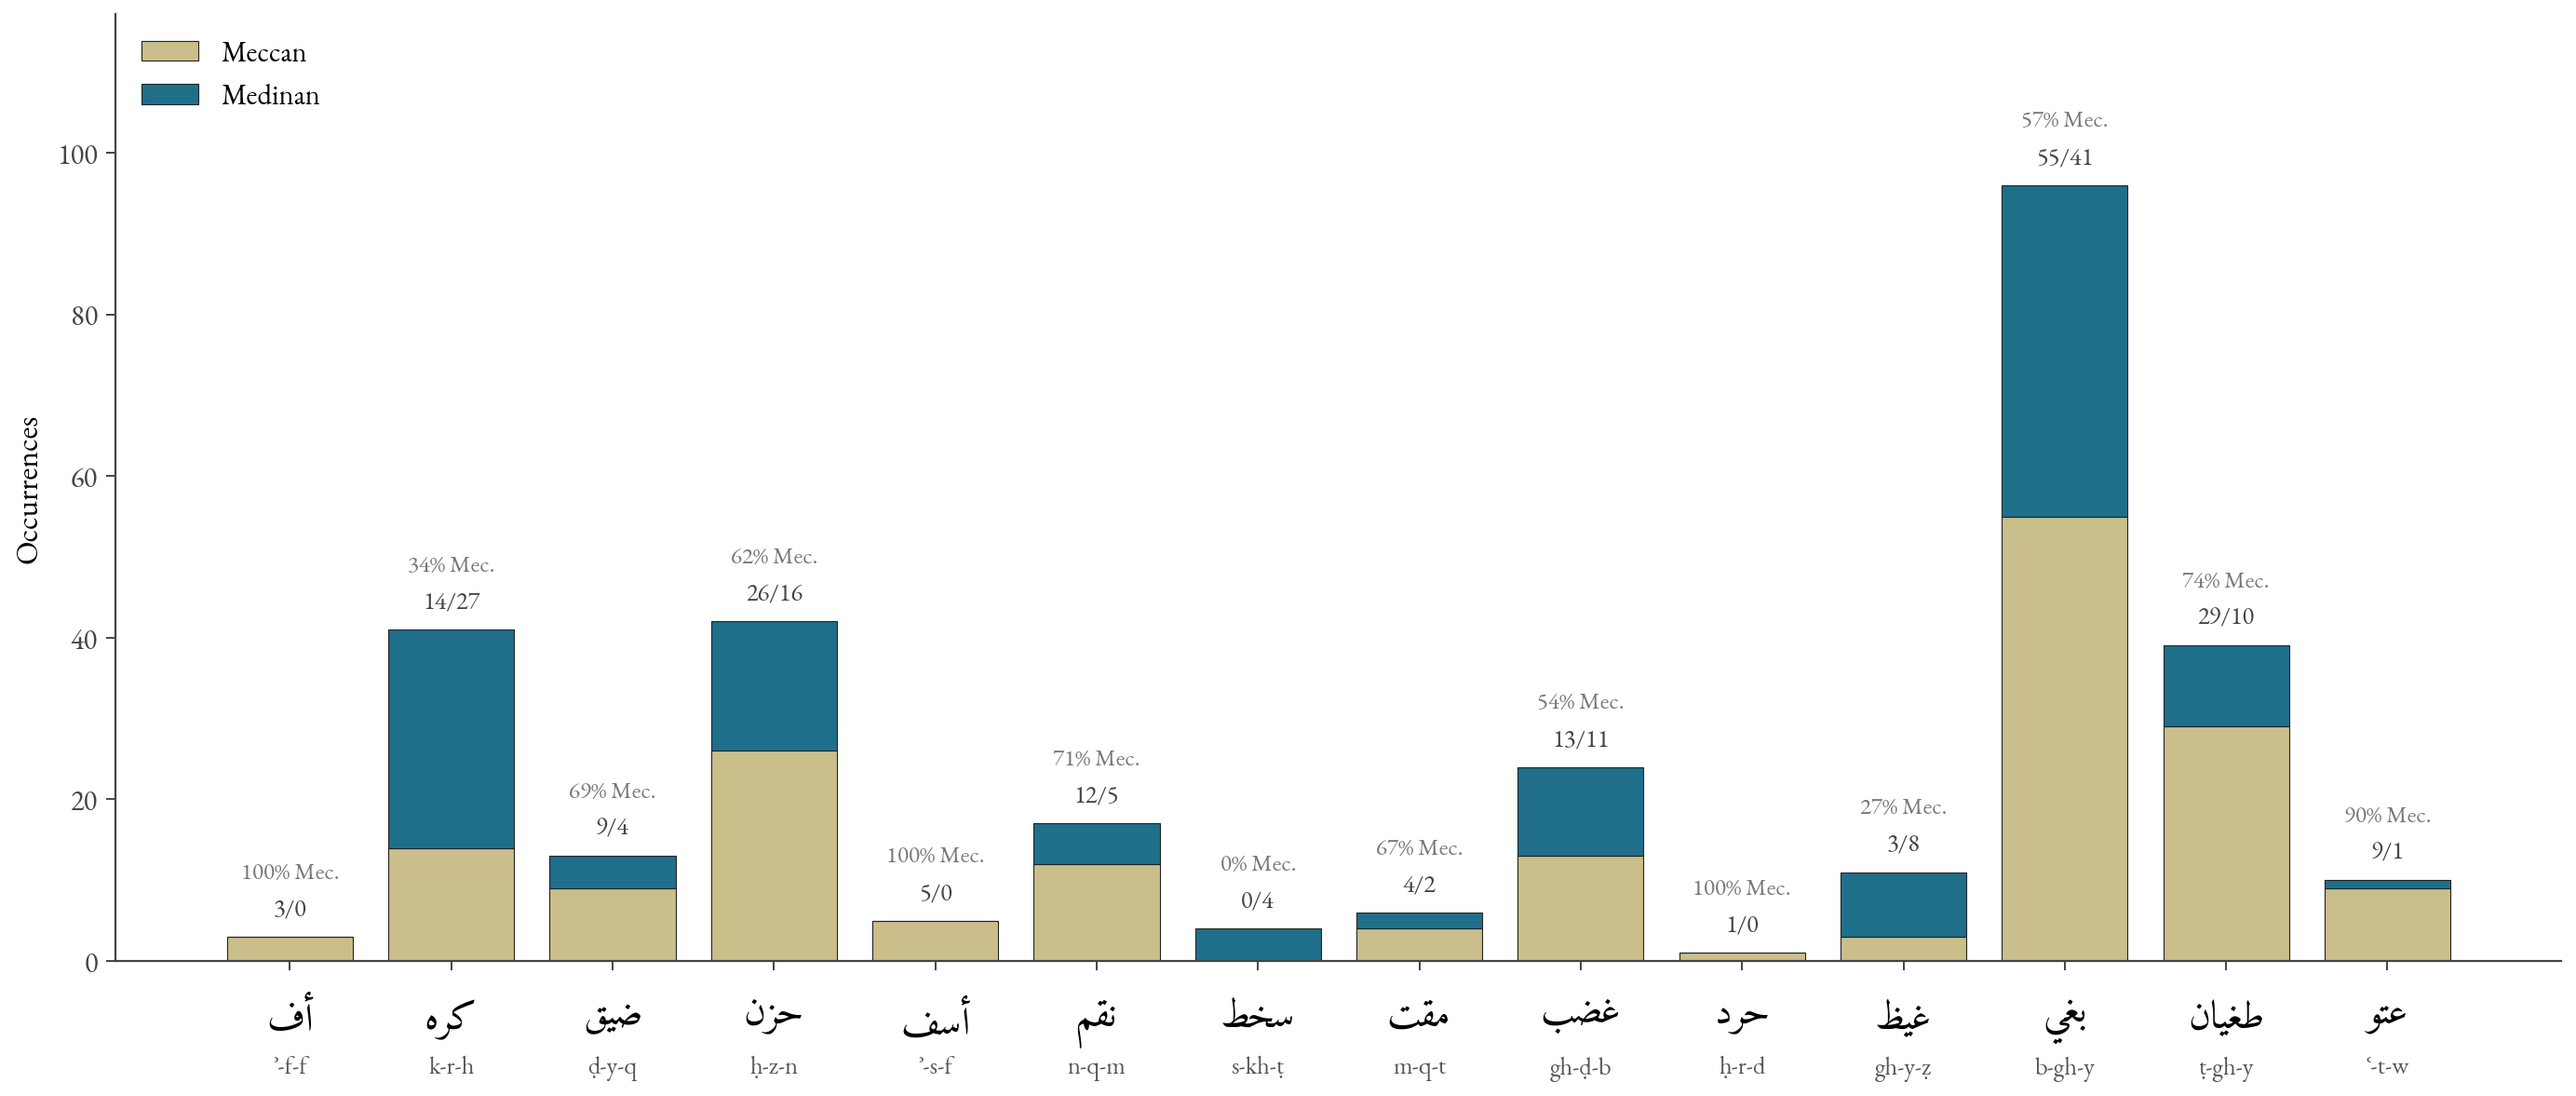 Meccan
Medinan
Occurrences
100
80
60
40
20
0
100% Mec.
3/0
34% Mec.
14/27
69% Mec.
9/4
62% Mec.
26/16
100% Mec.
5/0
71% Mec.
12/5
0% Mec.
0/4
67% Mec.
4/2
54% Mec.
13/11
100% Mec.
1/0
27% Mec.
3/8
57% Mec.
55/41
74% Mec.
29/10
90% Mec.
9/1
أف
ʾ-f-f
كره
k-r-h
ضيق
ḍ-y-q
حزن
ḥ-z-n
أسف
ʾ-s-f
نقم
n-q-m
سخط
s-kh-ṭ
مقت
m-q-t
غضب
gh-ḍ-b
حرد
ḥ-r-d
غيظ
gh-y-ẓ
بغي
b-gh-y
طغيان
ṭ-gh-y
عتو
ʿ-t-w